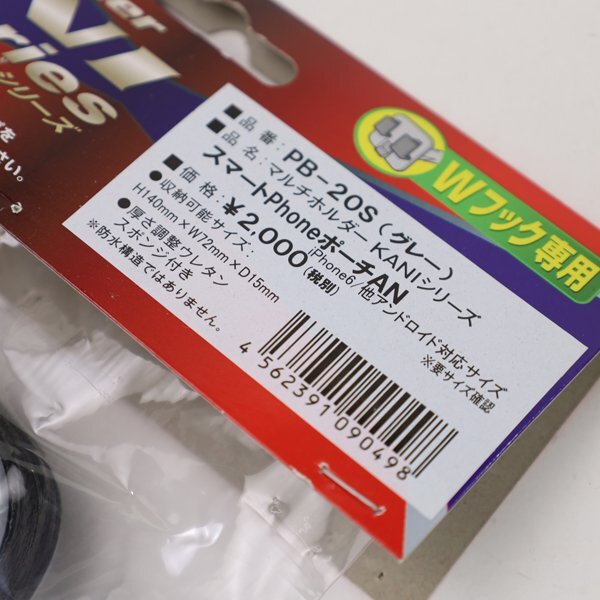 ries
シリーズ
を
さい。
Wフック専用
■品番：PB-20S（グレー）
■品名：マルチホルダー KANIシリーズ
スマートPhoneポーチAN
■価格：¥2,000(税別)
●収納可能サイズ：iPhone6/他アンドロイド対応サイズ
H140mm×W72mm×D15mm
※要サイズ確認
●厚さ調整ウレタン
スポンジ付き
※防水構造ではありません。
4 562391 090498